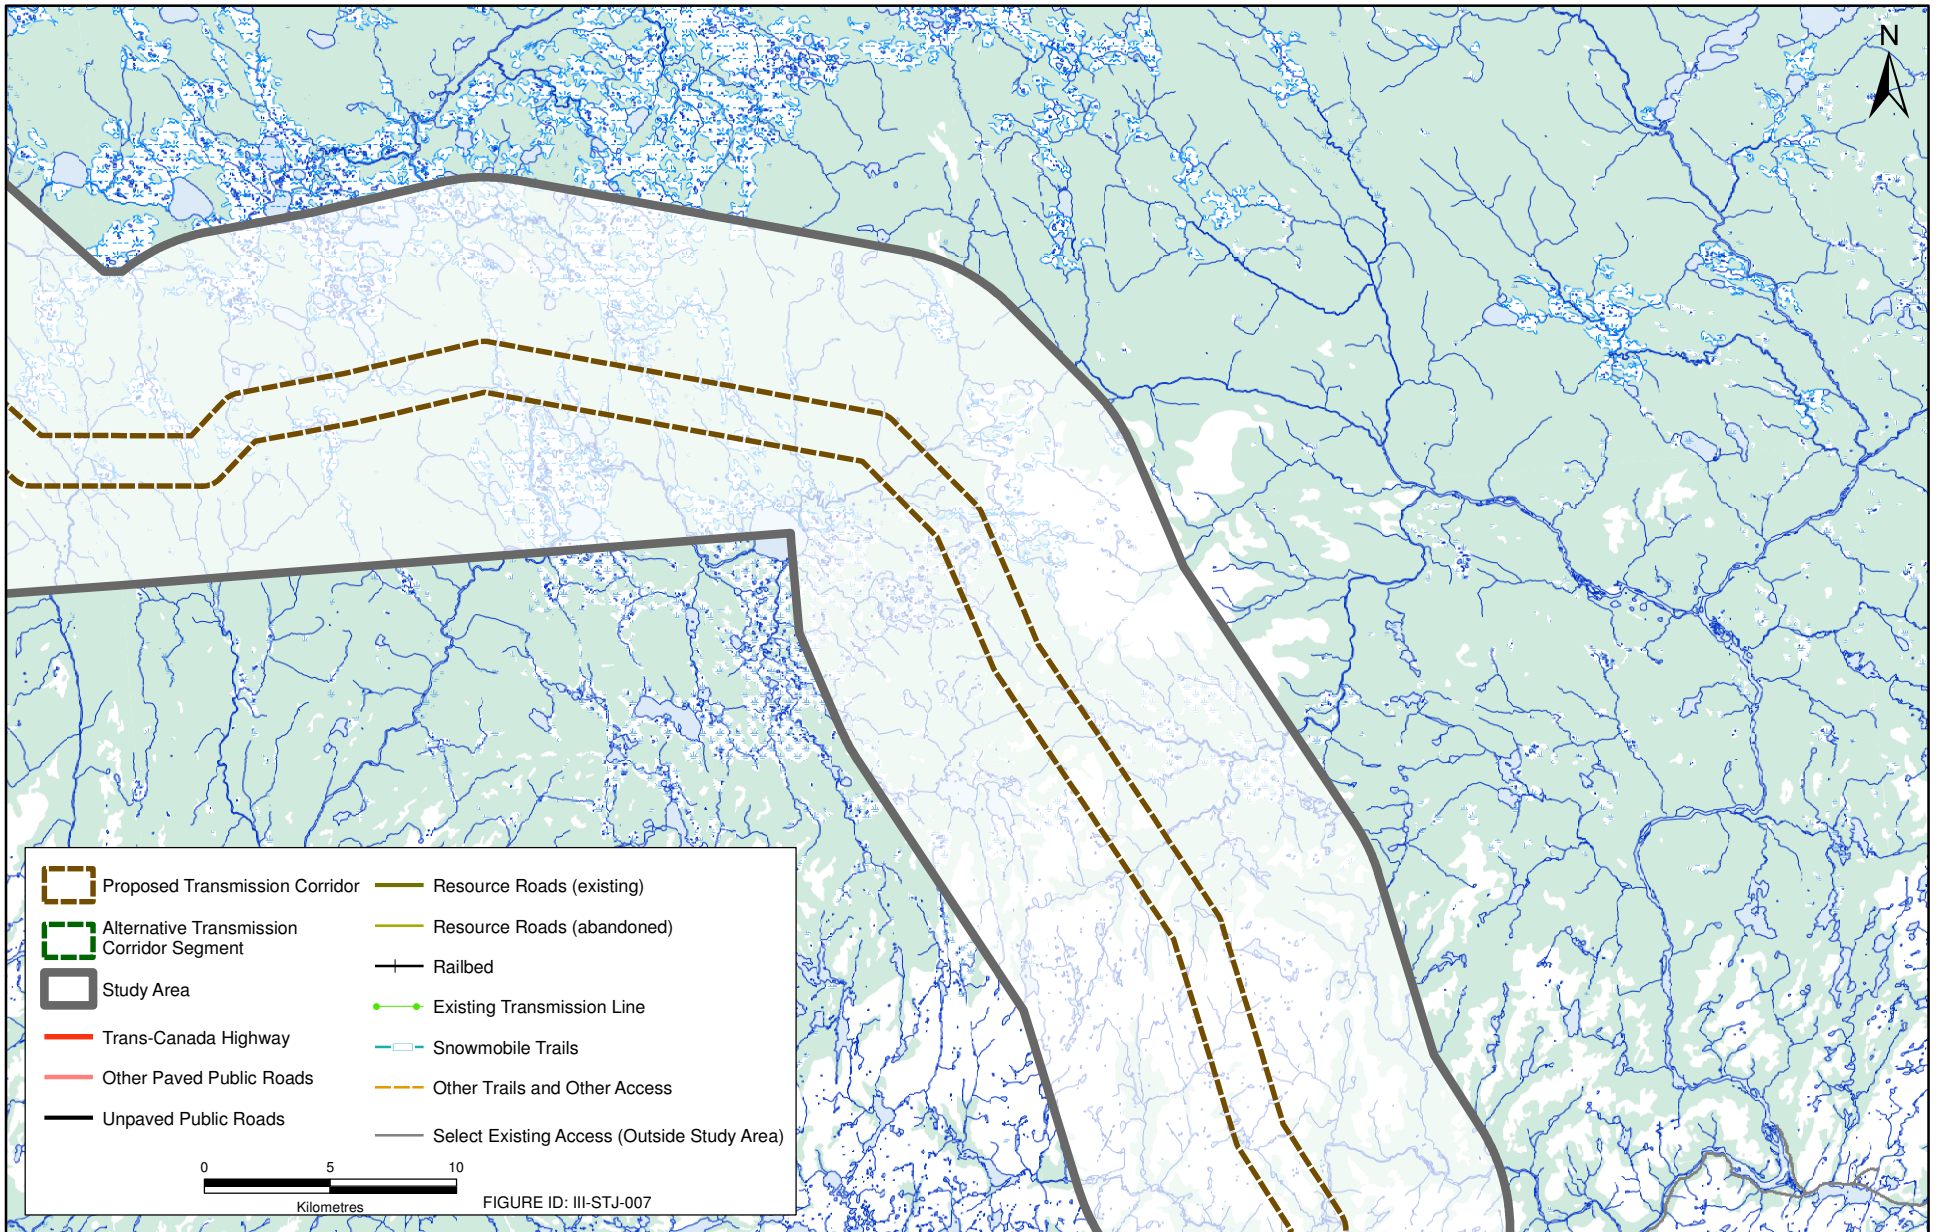 N
Proposed Transmission Corridor
Alternative Transmission
Corridor Segment
Study Area
Trans-Canada Highway
Other Paved Public Roads
Unpaved Public Roads
Resource Roads (existing)
Resource Roads (abandoned)
Railbed
Existing Transmission Line
Snowmobile Trails
Other Trails and Other Access
Select Existing Access (Outside Study Area)
0 5 10
Kilometres
FIGURE ID: III-STJ-007